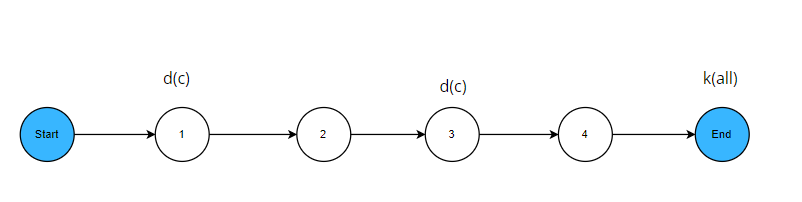 d(c)
d(c)
k(all)
Start
1
2
3
4
End